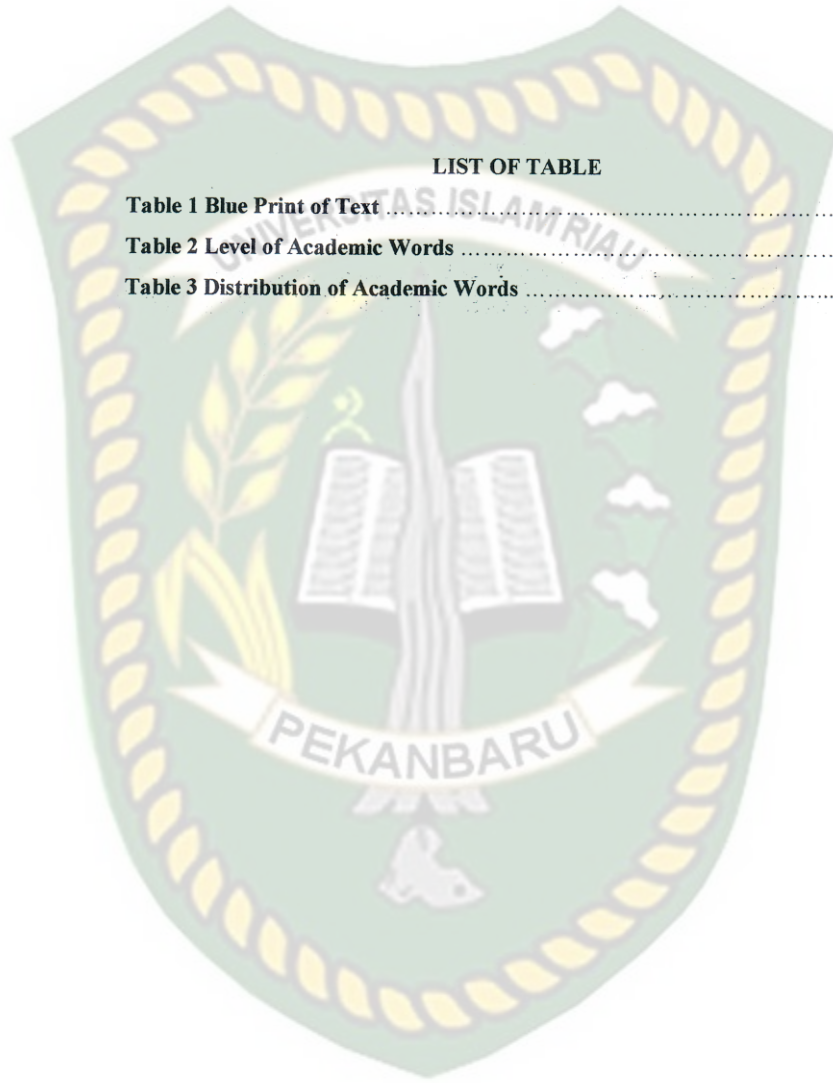 LIST OF TABLE
Table 1 Blue Print of Text ........................................................
Table 2 Level of Academic Words ...............................................
Table 3 Distribution of Academic Words .....................................
UNIVERSITAS ISLAM RIAU
PEKANBARU